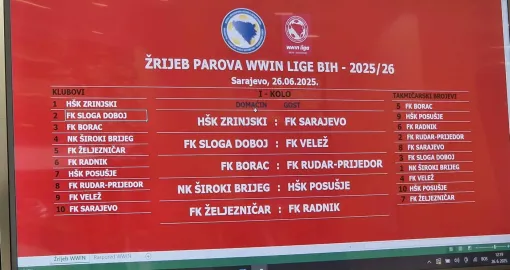 wwin liga
ŽRIJEB PAROVA WWIN LIGE BIH - 2025/26
Sarajevo, 26.06.2025.
KLUBOVI
1 HŠK ZRINJSKI
2 FK SLOGA DOBOJ
3 FK BORAC
4 NK ŠIROKI BRIJEG
5 FK ŽELJEZNIČAR
6 FK RADNIK
7 HŠK POSUŠJE
8 FK RUDAR-PRIJEDOR
9 FK VELEŽ
10 FK SARAJEVO
I - KOLO
DOMAĆIN GOST
HŠK ZRINJSKI : FK SARAJEVO
FK SLOGA DOBOJ : FK VELEŽ
FK BORAC : FK RUDAR-PRIJEDOR
NK ŠIROKI BRIJEG : HŠK POSUŠJE
FK ŽELJEZNIČAR : FK RADNIK
TAKMIČARSKI BROJEVI
5 FK BORAC
9 HŠK POSUŠJE
6 FK RADNIK
2 FK RUDAR-PRIJEDOR
8 FK SARAJEVO
FK SLOGA DOBOJ
NK ŠIROKI BRIJEG
4 FK VELEŽ
10 HŠK POSUŠJE
7 FK ŽELJEZNIČAR
Žrijeb WWIN
Raspored WWIN